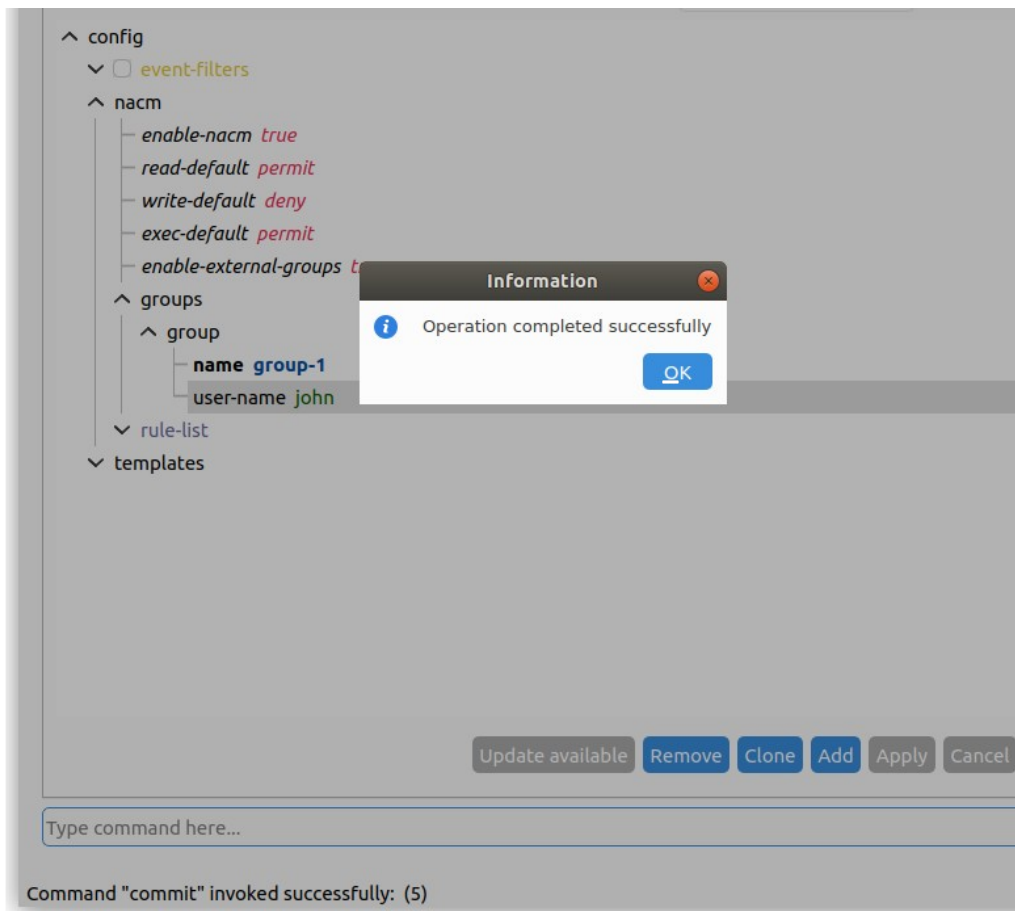 config
event-filters
nacm
enable-nacm true
read-default permit
write-default deny
exec-default permit
enable-external-groups
groups
group
name group-1
user-name john
rule-list
templates
Information
Operation completed successfully
OK
Update available Remove Clone Add Apply Cancel
Type command here...
Command "commit" invoked successfully: (5)